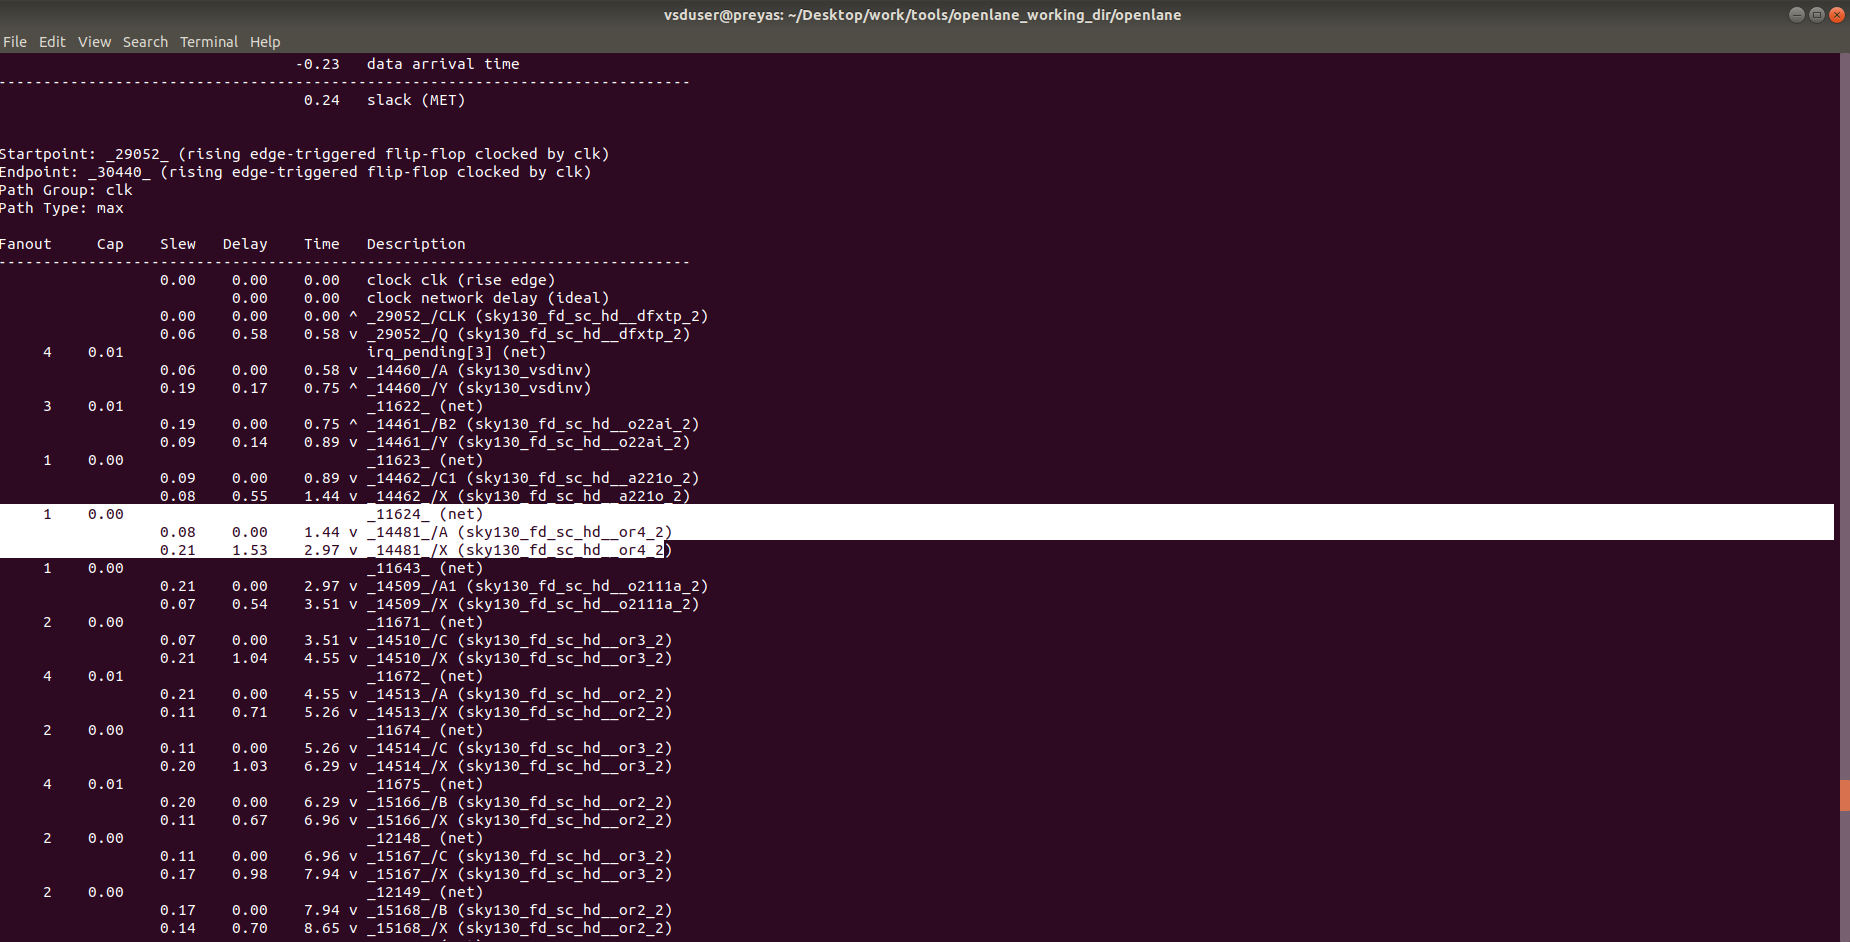 vsduser@preyas: ~/Desktop/work/tools/openlane_working_dir/openlane
File Edit View Search Terminal Help
                                 -0.23   data arrival time
-----------------------------------------------------------------------------
                                  0.24   slack (MET)
Startpoint: _29052_ (rising edge-triggered flip-flop clocked by clk)
Endpoint: _30440_ (rising edge-triggered flip-flop clocked by clk)
Path Group: clk
Path Type: max
Fanout     Cap    Slew   Delay    Time   Description
-----------------------------------------------------------------------------
                  0.00    0.00    0.00   clock clk (rise edge)
                          0.00    0.00   clock network delay (ideal)
                  0.00    0.00    0.00 ^ _29052_/CLK (sky130_fd_sc_hd__dfxtp_2)
                  0.06    0.58    0.58 v _29052_/Q (sky130_fd_sc_hd__dfxtp_2)
     4    0.01                           irq_pending[3] (net)
                  0.06    0.00    0.58 v _14460_/A (sky130_vsdinv)
                  0.19    0.17    0.75 ^ _14460_/Y (sky130_vsdinv)
     3    0.01                           _11622_ (net)
                  0.19    0.00    0.75 ^ _14461_/B2 (sky130_fd_sc_hd__o22ai_2)
                  0.09    0.14    0.89 v _14461_/Y (sky130_fd_sc_hd__o22ai_2)
     1    0.00                           _11623_ (net)
                  0.09    0.00    0.89 v _14462_/C1 (sky130_fd_sc_hd__a221o_2)
                  0.08    0.55    1.44 v _14462_/X (sky130_fd_sc_hd__a221o_2)
     1    0.00                           _11624_ (net)
                  0.08    0.00    1.44 v _14481_/A (sky130_fd_sc_hd__or4_2)
                  0.21    1.53    2.97 v _14481_/X (sky130_fd_sc_hd__or4_2)
     1    0.00                           _11643_ (net)
                  0.21    0.00    2.97 v _14509_/A1 (sky130_fd_sc_hd__o2111a_2)
                  0.07    0.54    3.51 v _14509_/X (sky130_fd_sc_hd__o2111a_2)
     2    0.00                           _11671_ (net)
                  0.07    0.00    3.51 v _14510_/C (sky130_fd_sc_hd__or3_2)
                  0.21    1.04    4.55 v _14510_/X (sky130_fd_sc_hd__or3_2)
     4    0.01                           _11672_ (net)
                  0.21    0.00    4.55 v _14513_/A (sky130_fd_sc_hd__or2_2)
                  0.11    0.71    5.26 v _14513_/X (sky130_fd_sc_hd__or2_2)
     2    0.00                           _11674_ (net)
                  0.11    0.00    5.26 v _14514_/C (sky130_fd_sc_hd__or3_2)
                  0.20    1.03    6.29 v _14514_/X (sky130_fd_sc_hd__or3_2)
     4    0.01                           _11675_ (net)
                  0.20    0.00    6.29 v _15166_/B (sky130_fd_sc_hd__or2_2)
                  0.11    0.67    6.96 v _15166_/X (sky130_fd_sc_hd__or2_2)
     2    0.00                           _12148_ (net)
                  0.11    0.00    6.96 v _15167_/C (sky130_fd_sc_hd__or3_2)
                  0.17    0.98    7.94 v _15167_/X (sky130_fd_sc_hd__or3_2)
     2    0.00                           _12149_ (net)
                  0.17    0.00    7.94 v _15168_/B (sky130_fd_sc_hd__or2_2)
                  0.14    0.70    8.65 v _15168_/X (sky130_fd_sc_hd__or2_2)